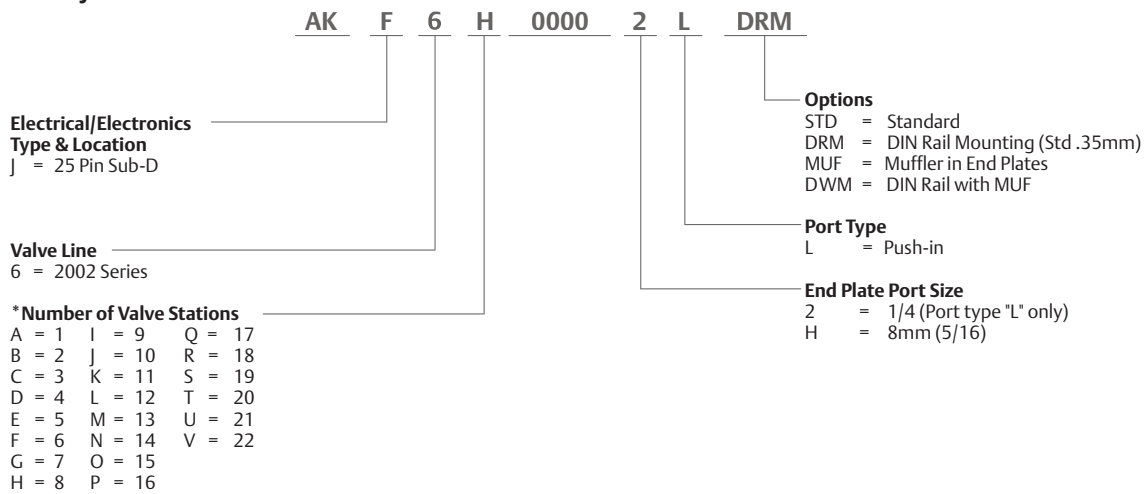 AK F 6 H 0000 2 L DRM
Electrical/Electronics
Type & Location
J = 25 Pin Sub-D
Valve Line
6 = 2002 Series
*Number of Valve Stations
A = 1 I = 9 Q = 17
B = 2 J = 10 R = 18
C = 3 K = 11 S = 19
D = 4 L = 12 T = 20
E = 5 M = 13 U = 21
F = 6 N = 14 V = 22
G = 7 O = 15
H = 8 P = 16
Options
STD = Standard
DRM = DIN Rail Mounting (Std .35mm)
MUF = Muffler in End Plates
DWM = DIN Rail with MUF
Port Type
L = Push-in
End Plate Port Size
2 = 1/4 (Port type "L" only)
H = 8mm (5/16)